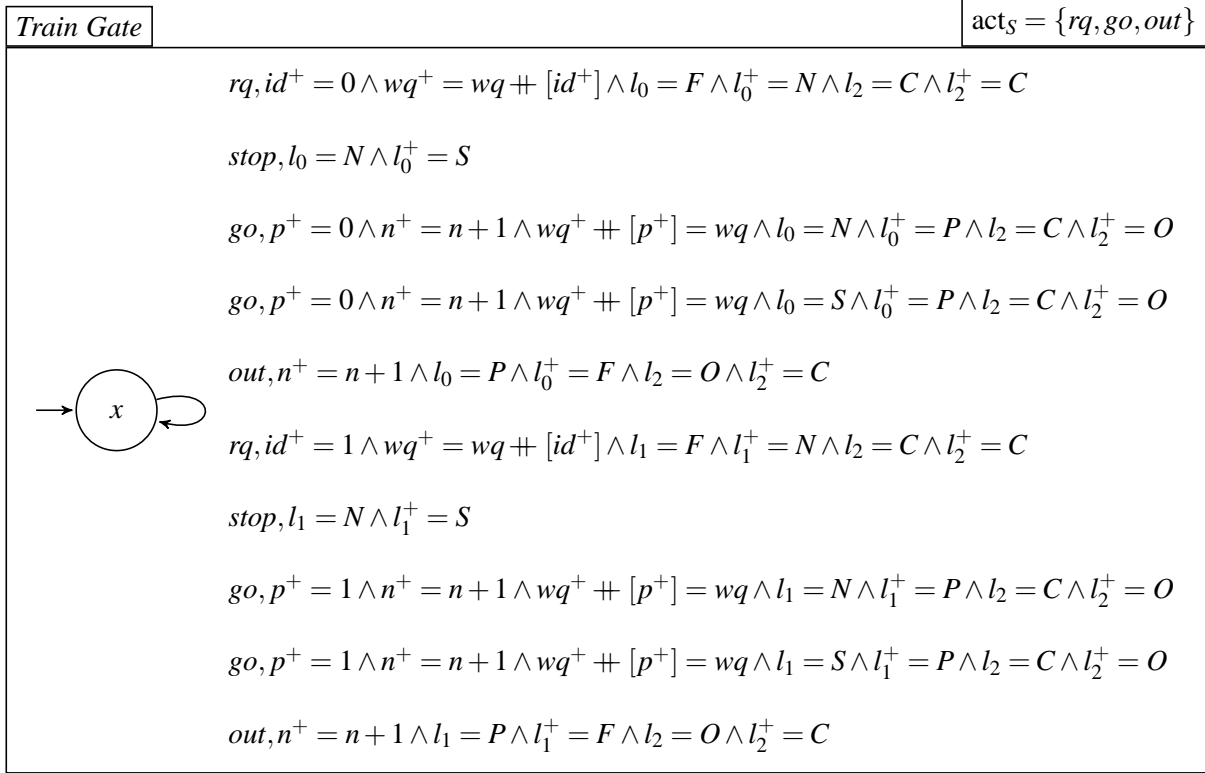 Train Gate
act_S = {rq, go, out}
rq, id⁺ = 0 ∧ wq⁺ = wq ⧺ [id⁺] ∧ l₀ = F ∧ l₀⁺ = N ∧ l₂ = C ∧ l₂⁺ = C
stop, l₀ = N ∧ l₀⁺ = S
go, p⁺ = 0 ∧ n⁺ = n + 1 ∧ wq⁺ ⧺ [p⁺] = wq ∧ l₀ = N ∧ l₀⁺ = P ∧ l₂ = C ∧ l₂⁺ = O
go, p⁺ = 0 ∧ n⁺ = n + 1 ∧ wq⁺ ⧺ [p⁺] = wq ∧ l₀ = S ∧ l₀⁺ = P ∧ l₂ = C ∧ l₂⁺ = O
out, n⁺ = n + 1 ∧ l₀ = P ∧ l₀⁺ = F ∧ l₂ = O ∧ l₂⁺ = C
x
rq, id⁺ = 1 ∧ wq⁺ = wq ⧺ [id⁺] ∧ l₁ = F ∧ l₁⁺ = N ∧ l₂ = C ∧ l₂⁺ = C
stop, l₁ = N ∧ l₁⁺ = S
go, p⁺ = 1 ∧ n⁺ = n + 1 ∧ wq⁺ ⧺ [p⁺] = wq ∧ l₁ = N ∧ l₁⁺ = P ∧ l₂ = C ∧ l₂⁺ = O
go, p⁺ = 1 ∧ n⁺ = n + 1 ∧ wq⁺ ⧺ [p⁺] = wq ∧ l₁ = S ∧ l₁⁺ = P ∧ l₂ = C ∧ l₂⁺ = O
out, n⁺ = n + 1 ∧ l₁ = P ∧ l₁⁺ = F ∧ l₂ = O ∧ l₂⁺ = C